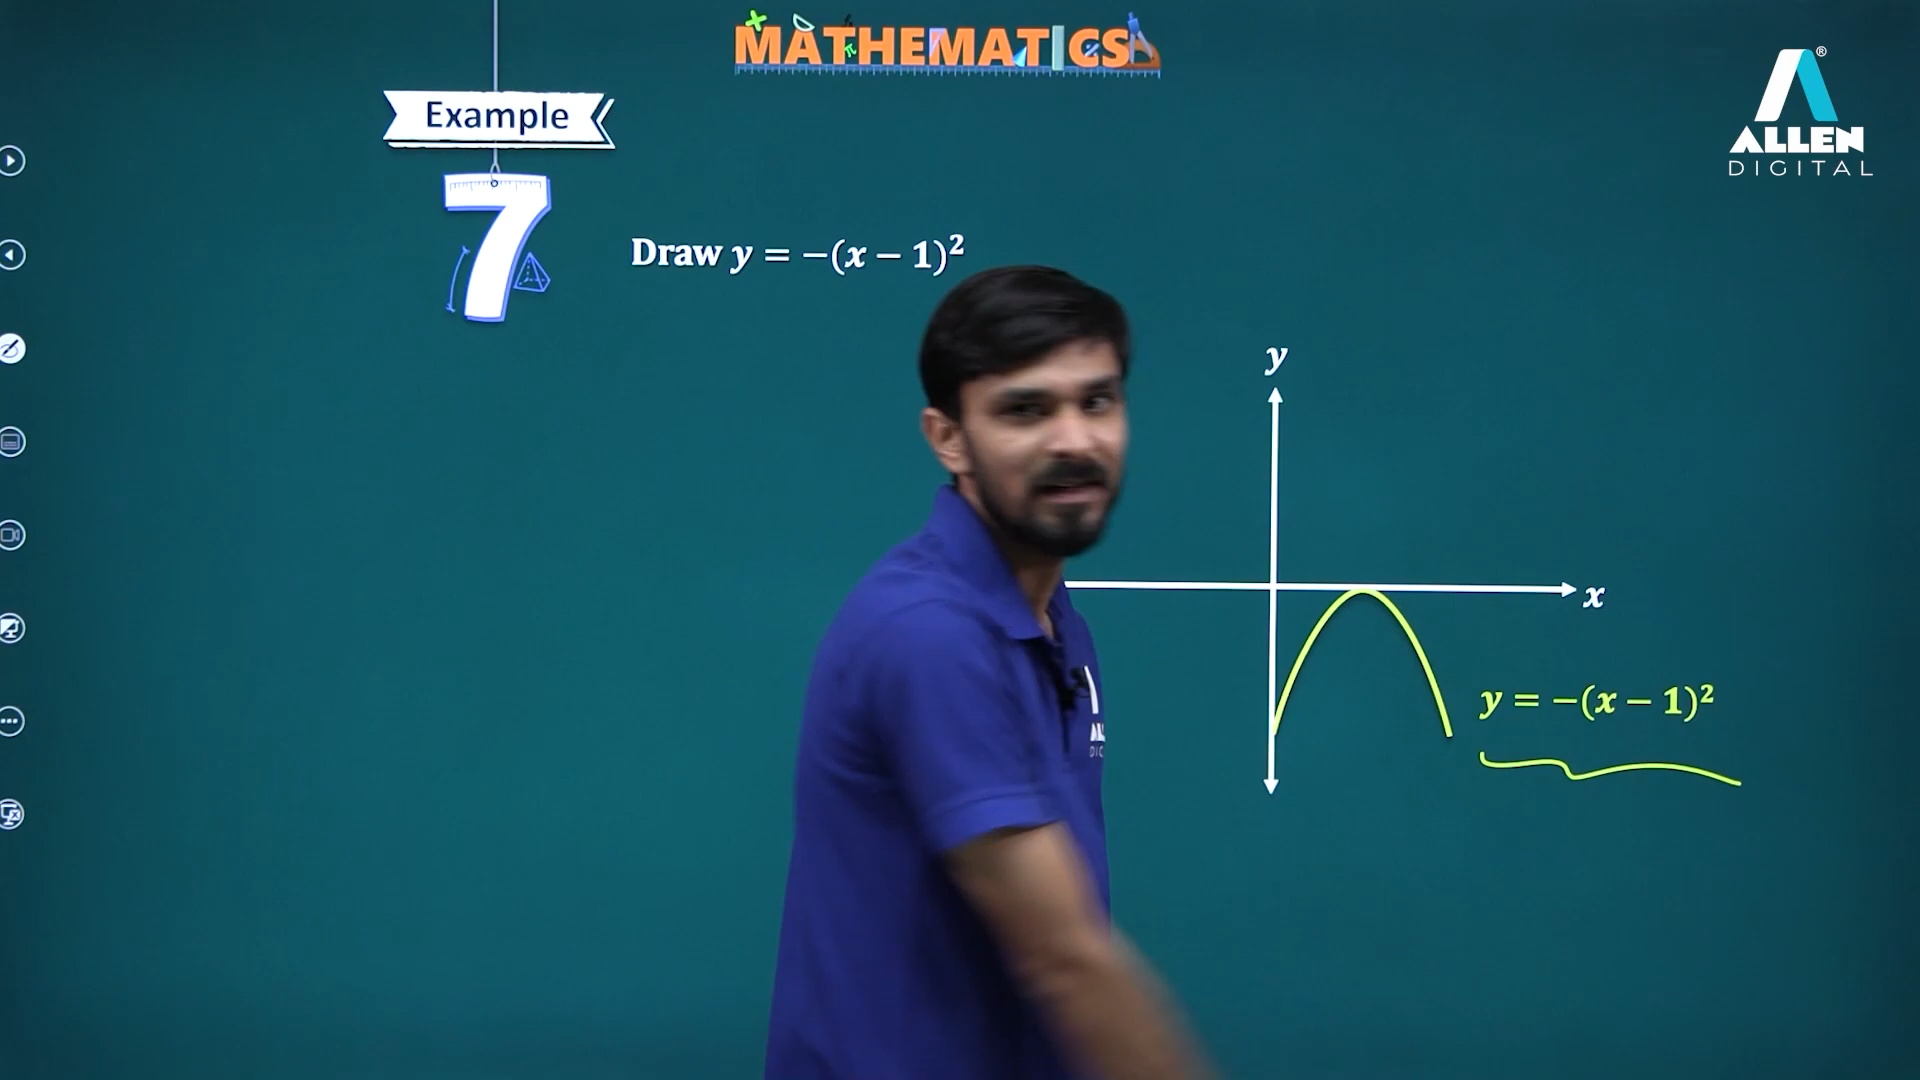 MATHEMATICS
ALLEN
DIGITAL
Example
7
Draw y = −(x − 1)²
y
x
y = −(x − 1)²